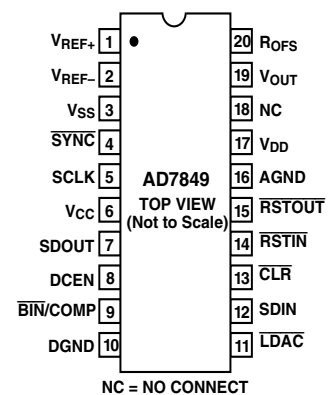 VREF+ 1
VREF– 2
VSS 3
SYNC 4
SCLK 5
VCC 6
SDOUT 7
DCEN 8
BIN/COMP 9
DGND 10
AD7849
TOP VIEW
(Not to Scale)
20 ROFS
19 VOUT
18 NC
17 VDD
16 AGND
15 RSTOUT
14 RSTIN
13 CLR
12 SDIN
11 LDAC
NC = NO CONNECT